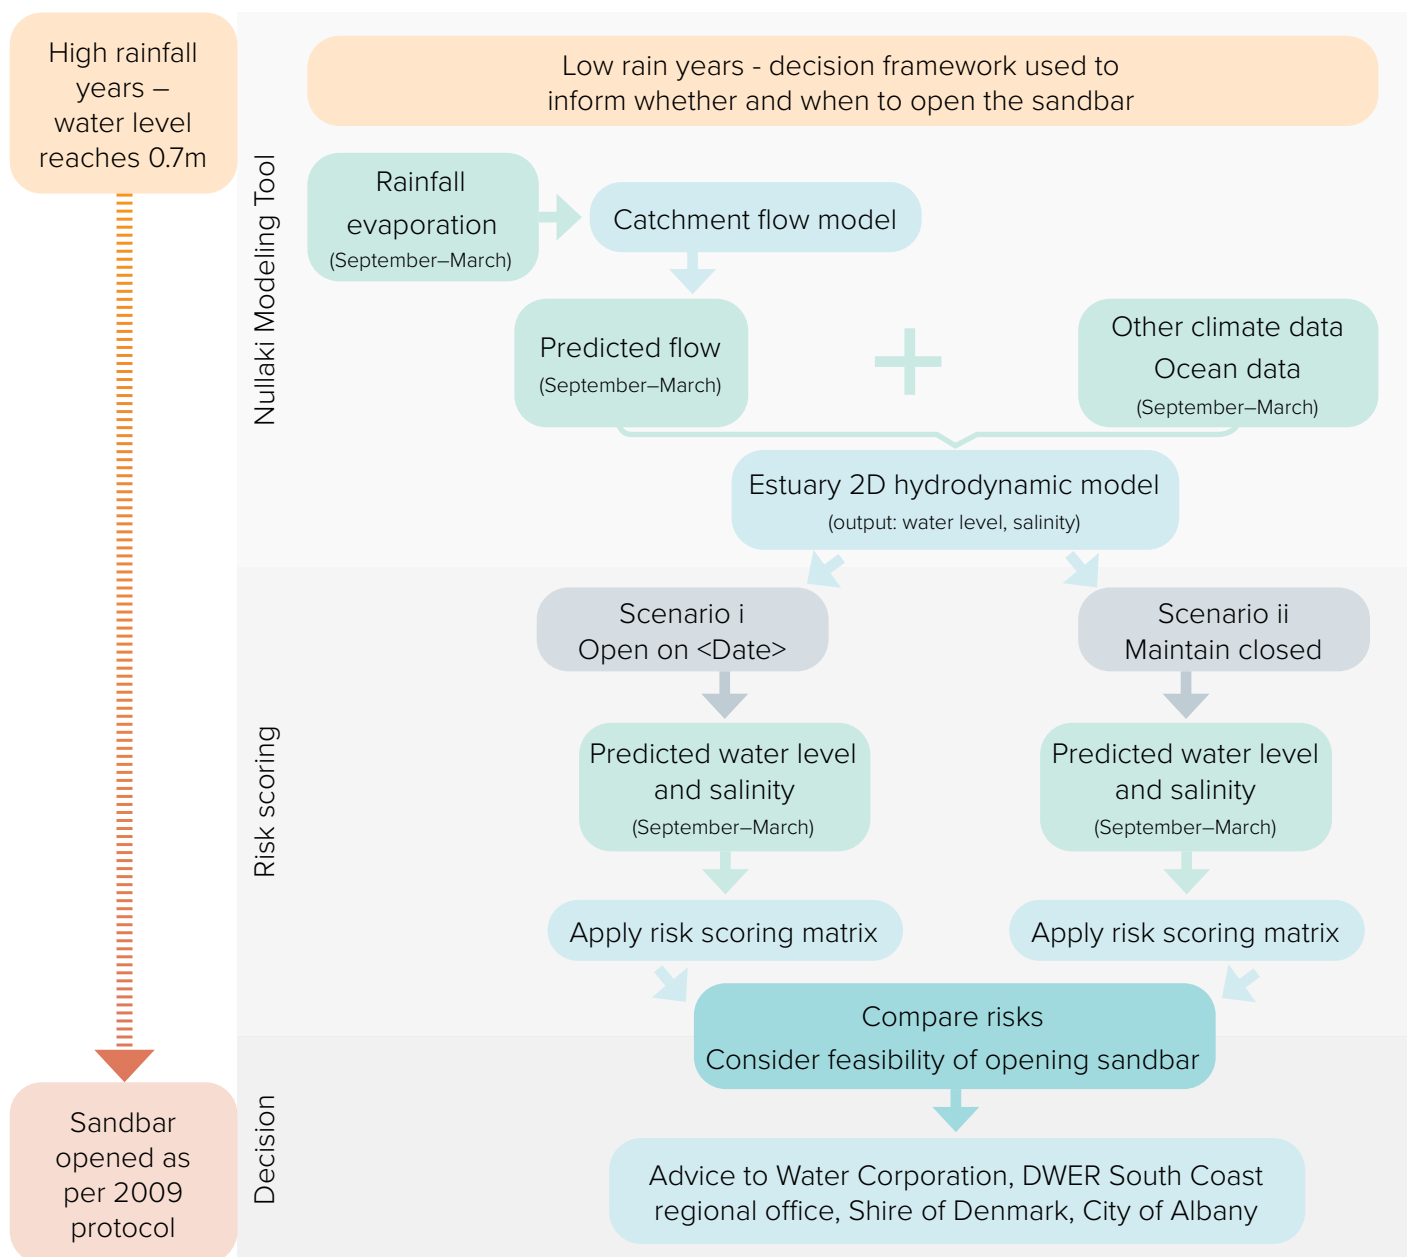 High rainfall
years –
water level
reaches 0.7m
Low rain years - decision framework used to
inform whether and when to open the sandbar
Nullaki Modeling Tool
Rainfall
evaporation
(September–March)
Catchment flow model
Predicted flow
(September–March)
+
Other climate data
Ocean data
(September–March)
Estuary 2D hydrodynamic model
(output: water level, salinity)
Risk scoring
Scenario i
Open on <Date>
Scenario ii
Maintain closed
Predicted water level
and salinity
(September–March)
Predicted water level
and salinity
(September–March)
Apply risk scoring matrix
Apply risk scoring matrix
Compare risks
Consider feasibility of opening sandbar
Decision
Sandbar
opened as
per 2009
protocol
Advice to Water Corporation, DWER South Coast
regional office, Shire of Denmark, City of Albany